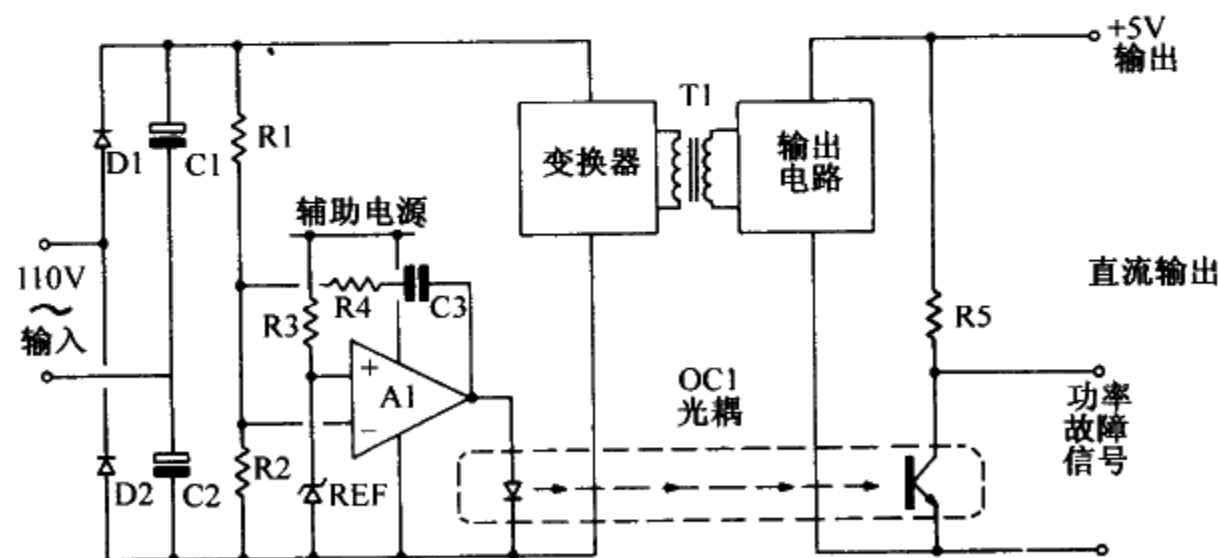 +5V
输出
T1
D1
C1
R1
变换器
输出
电路
辅助电源
110V
~
输入
R4
C3
R3
直流输出
R5
+
A1
−
OC1
光耦
功率
故障
信号
D2
C2
R2
REF